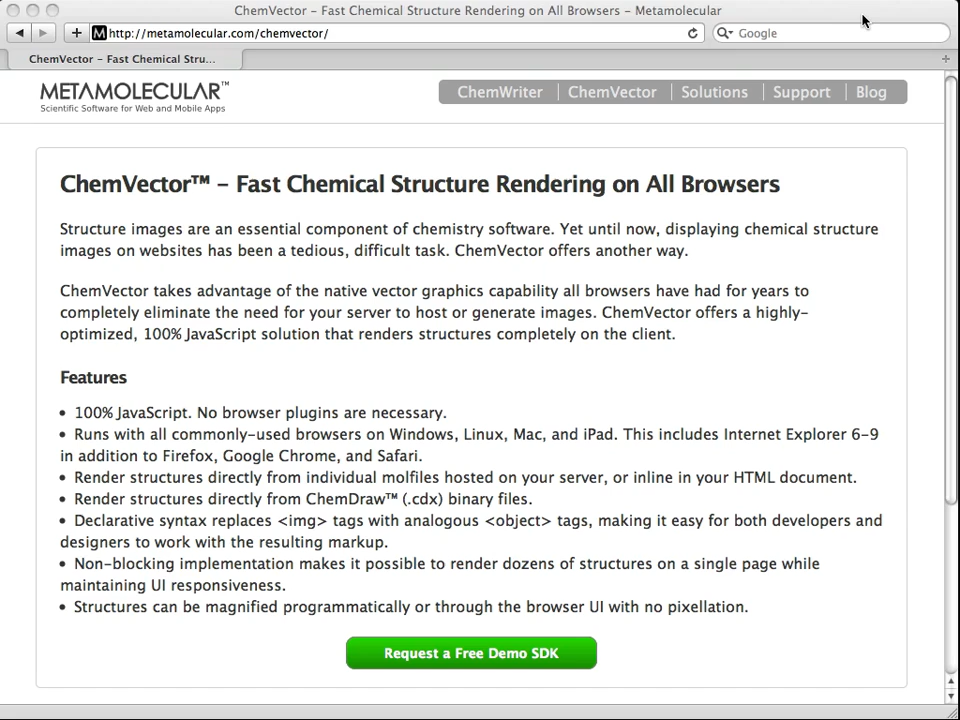 ChemVector – Fast Chemical Structure Rendering on All Browsers – Metamolecular
http://metamolecular.com/chemvector/
Google
ChemVector – Fast Chemical Stru...
METAMOLECULAR™
Scientific Software for Web and Mobile Apps
ChemWriter ChemVector Solutions Support Blog
ChemVector™ – Fast Chemical Structure Rendering on All Browsers
Structure images are an essential component of chemistry software. Yet until now, displaying chemical structure
images on websites has been a tedious, difficult task. ChemVector offers another way.
ChemVector takes advantage of the native vector graphics capability all browsers have had for years to
completely eliminate the need for your server to host or generate images. ChemVector offers a highly-
optimized, 100% JavaScript solution that renders structures completely on the client.
Features
• 100% JavaScript. No browser plugins are necessary.
• Runs with all commonly-used browsers on Windows, Linux, Mac, and iPad. This includes Internet Explorer 6-9
in addition to Firefox, Google Chrome, and Safari.
• Render structures directly from individual molfiles hosted on your server, or inline in your HTML document.
• Render structures directly from ChemDraw™ (.cdx) binary files.
• Declarative syntax replaces <img> tags with analogous <object> tags, making it easy for both developers and
designers to work with the resulting markup.
• Non-blocking implementation makes it possible to render dozens of structures on a single page while
maintaining UI responsiveness.
• Structures can be magnified programmatically or through the browser UI with no pixellation.
Request a Free Demo SDK